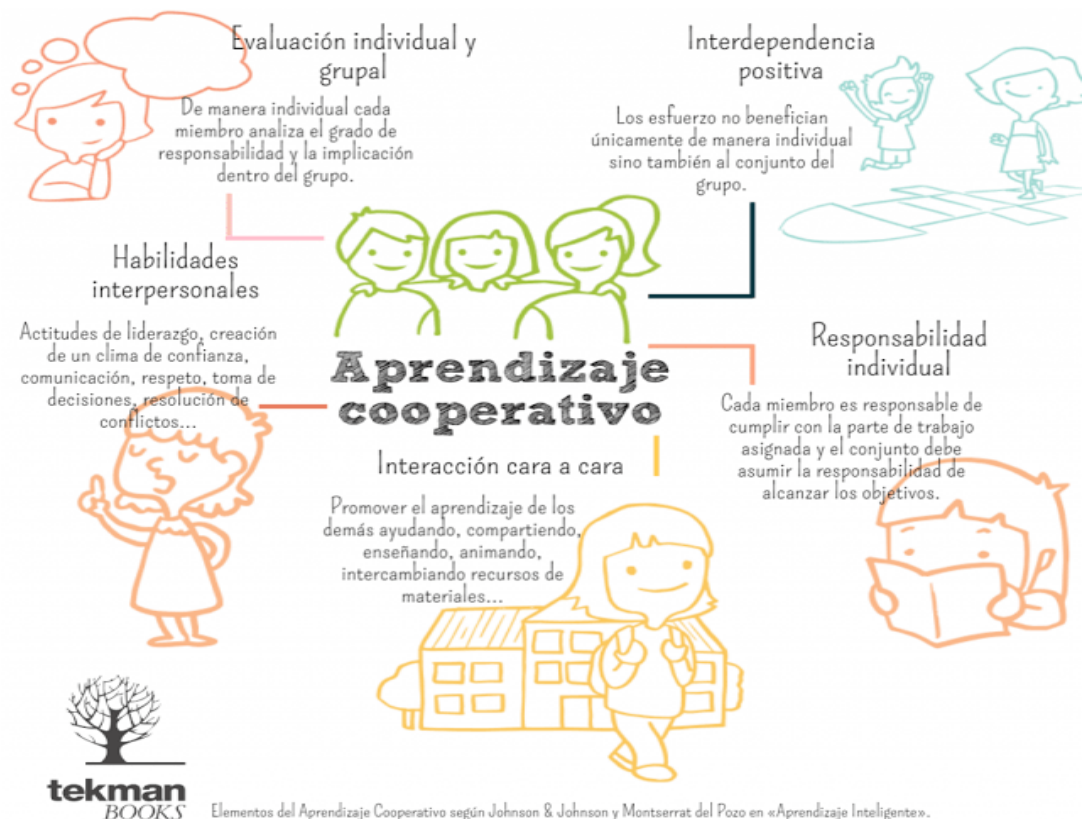 Evaluación individual y
grupal
De manera individual cada
miembro analiza el grado de
responsabilidad y la implicación
dentro del grupo.
Interdependencia
positiva
Los esfuerzo no benefician
únicamente de manera individual
sino también al conjunto del
grupo.
Habilidades
interpersonales
Actitudes de liderazgo, creación
de un clima de confianza,
comunicación, respeto, toma de
decisiones, resolución de
conflictos...
Aprendizaje
cooperativo
Responsabilidad
individual
Cada miembro es responsable de
cumplir con la parte de trabajo
asignada y el conjunto debe
asumir la responsabilidad de
alcanzar los objetivos.
Interacción cara a cara
Promover el aprendizaje de los
demás ayudando, compartiendo,
enseñando, animando,
intercambiando recursos de
materiales...
tekman
BOOKS
Elementos del Aprendizaje Cooperativo según Johnson & Johnson y Montserrat del Pozo en «Aprendizaje Inteligente».